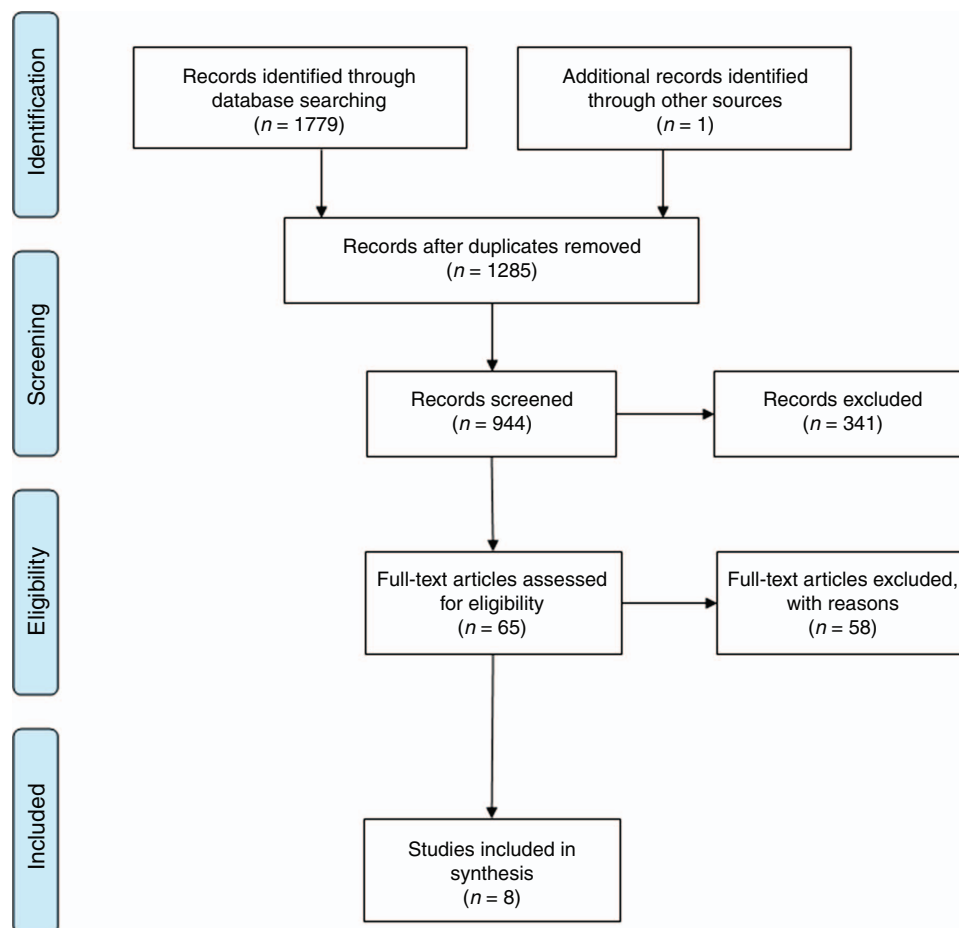 Identification
Records identified through
database searching
(n = 1779)
Additional records identified
through other sources
(n = 1)
Records after duplicates removed
(n = 1285)
Screening
Records screened
(n = 944)
Records excluded
(n = 341)
Eligibility
Full-text articles assessed
for eligibility
(n = 65)
Full-text articles excluded,
with reasons
(n = 58)
Included
Studies included in
synthesis
(n = 8)